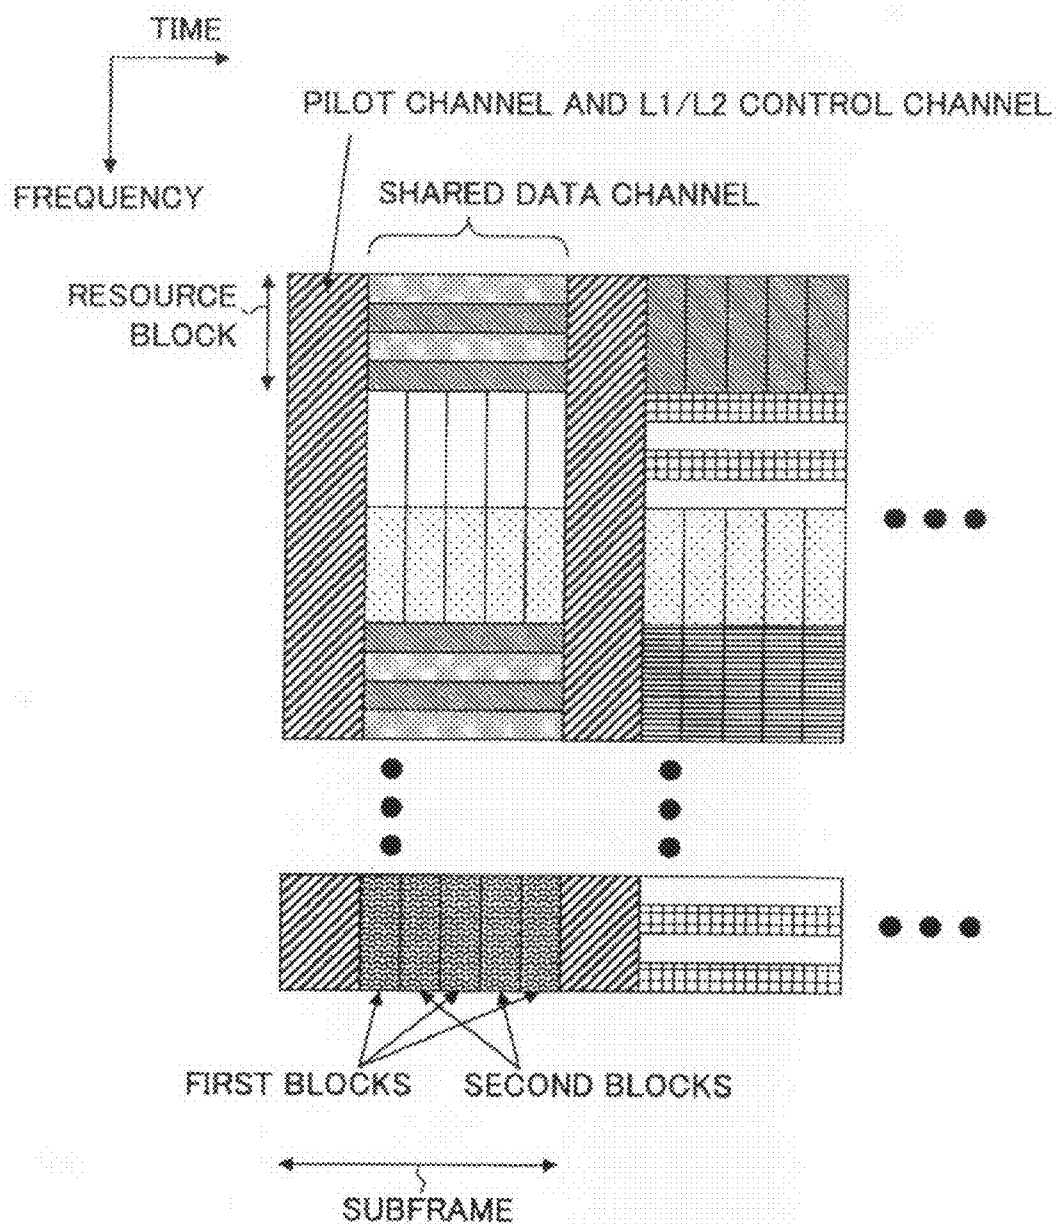 TIME
PILOT CHANNEL AND L1/L2 CONTROL CHANNEL
FREQUENCY
SHARED DATA CHANNEL
RESOURCE
BLOCK
FIRST BLOCKS
SECOND BLOCKS
SUBFRAME